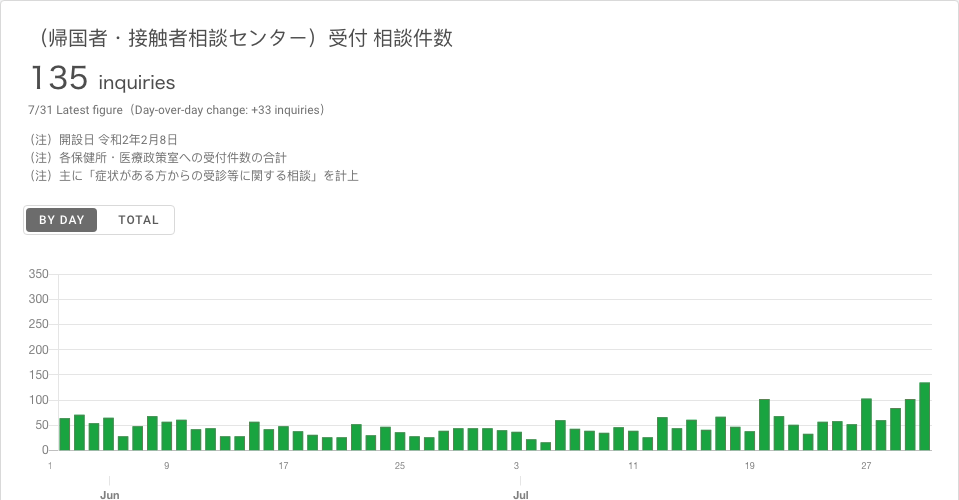 （帰国者・接触者相談センター）受付 相談件数
135 inquiries
7/31 Latest figure（Day-over-day change: +33 inquiries）
（注）開設日 令和2年2月8日
（注）各保健所・医療政策室への受付件数の合計
（注）主に「症状がある方からの受診等に関する相談」を計上
BY DAY TOTAL
350
300
250
200
150
100
50
0
1 9 17 25 3 11 19 27
Jun Jul